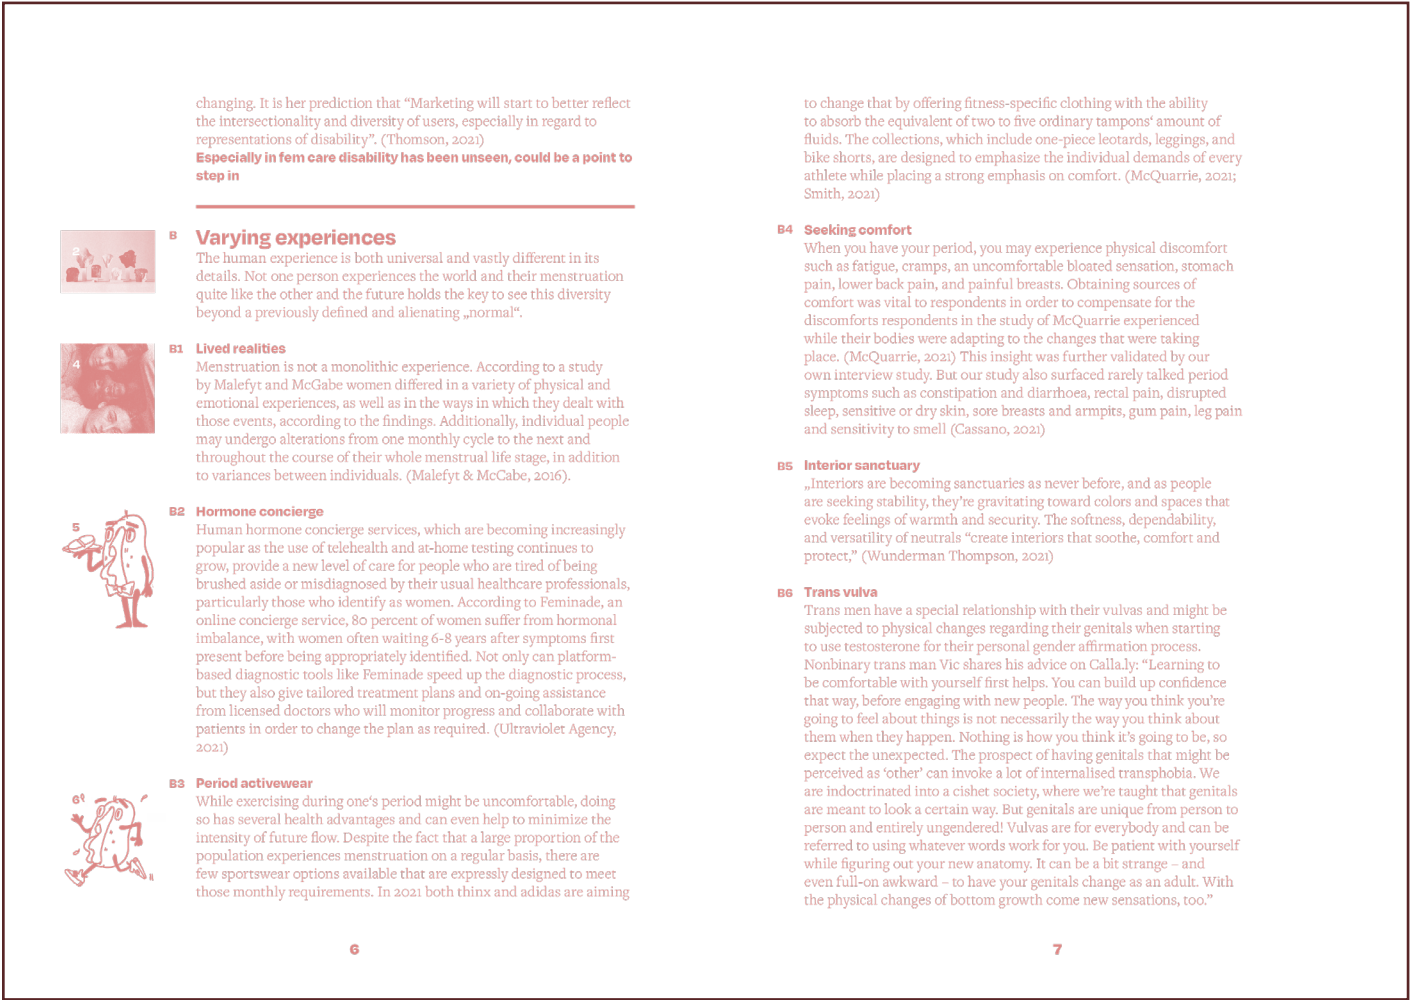 changing. It is her prediction that “Marketing will start to better reflect
the intersectionality and diversity of users, especially in regard to
representations of disability”. (Thomson, 2021)
Especially in fem care disability has been unseen, could be a point to
step in
2
B Varying experiences
The human experience is both universal and vastly different in its
details. Not one person experiences the world and their menstruation
quite like the other and the future holds the key to see this diversity
beyond a previously defined and alienating „normal“.
4
B1 Lived realities
Menstruation is not a monolithic experience. According to a study
by Malefyt and McGabe women differed in a variety of physical and
emotional experiences, as well as in the ways in which they dealt with
those events, according to the findings. Additionally, individual people
may undergo alterations from one monthly cycle to the next and
throughout the course of their whole menstrual life stage, in addition
to variances between individuals. (Malefyt & McCabe, 2016).
5
B2 Hormone concierge
Human hormone concierge services, which are becoming increasingly
popular as the use of telehealth and at-home testing continues to
grow, provide a new level of care for people who are tired of being
brushed aside or misdiagnosed by their usual healthcare professionals,
particularly those who identify as women. According to Feminade, an
online concierge service, 80 percent of women suffer from hormonal
imbalance, with women often waiting 6-8 years after symptoms first
present before being appropriately identified. Not only can platform-
based diagnostic tools like Feminade speed up the diagnostic process,
but they also give tailored treatment plans and on-going assistance
from licensed doctors who will monitor progress and collaborate with
patients in order to change the plan as required. (Ultraviolet Agency,
2021)
6
B3 Period activewear
While exercising during one‘s period might be uncomfortable, doing
so has several health advantages and can even help to minimize the
intensity of future flow. Despite the fact that a large proportion of the
population experiences menstruation on a regular basis, there are
few sportswear options available that are expressly designed to meet
those monthly requirements. In 2021 both thinx and adidas are aiming
6
to change that by offering fitness-specific clothing with the ability
to absorb the equivalent of two to five ordinary tampons‘ amount of
fluids. The collections, which include one-piece leotards, leggings, and
bike shorts, are designed to emphasize the individual demands of every
athlete while placing a strong emphasis on comfort. (McQuarrie, 2021;
Smith, 2021)
B4 Seeking comfort
When you have your period, you may experience physical discomfort
such as fatigue, cramps, an uncomfortable bloated sensation, stomach
pain, lower back pain, and painful breasts. Obtaining sources of
comfort was vital to respondents in order to compensate for the
discomforts respondents in the study of McQuarrie experienced
while their bodies were adapting to the changes that were taking
place. (McQuarrie, 2021) This insight was further validated by our
own interview study. But our study also surfaced rarely talked period
symptoms such as constipation and diarrhoea, rectal pain, disrupted
sleep, sensitive or dry skin, sore breasts and armpits, gum pain, leg pain
and sensitivity to smell (Cassano, 2021)
B5 Interior sanctuary
„Interiors are becoming sanctuaries as never before, and as people
are seeking stability, they’re gravitating toward colors and spaces that
evoke feelings of warmth and security. The softness, dependability,
and versatility of neutrals “create interiors that soothe, comfort and
protect,” (Wunderman Thompson, 2021)
B6 Trans vulva
Trans men have a special relationship with their vulvas and might be
subjected to physical changes regarding their genitals when starting
to use testosterone for their personal gender affirmation process.
Nonbinary trans man Vic shares his advice on Calla.ly: “Learning to
be comfortable with yourself first helps. You can build up confidence
that way, before engaging with new people. The way you think you’re
going to feel about things is not necessarily the way you think about
them when they happen. Nothing is how you think it’s going to be, so
expect the unexpected. The prospect of having genitals that might be
perceived as ‘other’ can invoke a lot of internalised transphobia. We
are indoctrinated into a cishet society, where we’re taught that genitals
are meant to look a certain way. But genitals are unique from person to
person and entirely ungendered! Vulvas are for everybody and can be
referred to using whatever words work for you. Be patient with yourself
while figuring out your new anatomy. It can be a bit strange – and
even full-on awkward – to have your genitals change as an adult. With
the physical changes of bottom growth come new sensations, too.”
7